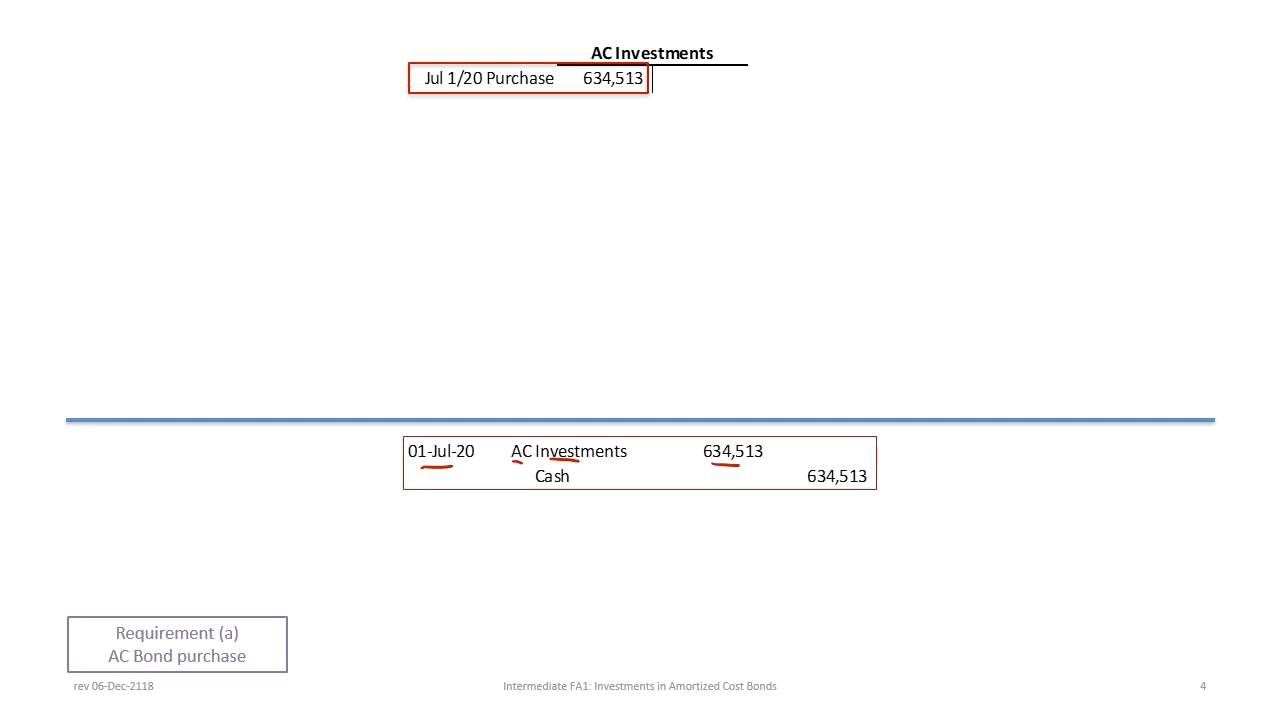 AC Investments
Jul 1/20 Purchase 634,513
01-Jul-20 AC Investments 634,513
Cash 634,513
Requirement (a)
AC Bond purchase
rev 06-Dec-2118 Intermediate FA1: Investments in Amortized Cost Bonds 4